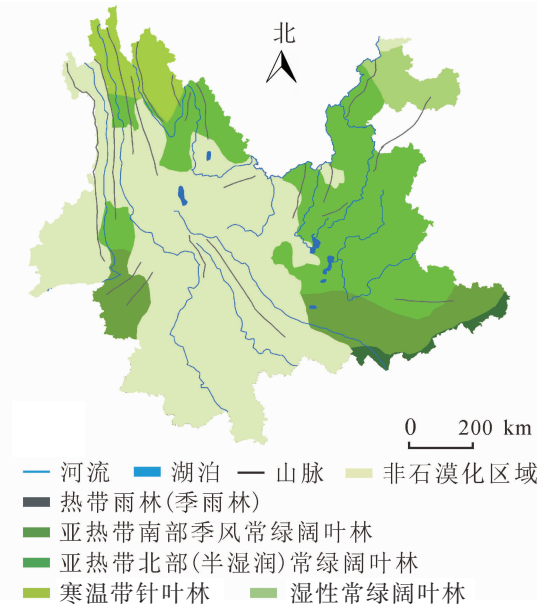 北
0 200 km
河流 湖泊 山脉 非石漠化区域
热带雨林(季雨林)
亚热带南部季风常绿阔叶林
亚热带北部(半湿润)常绿阔叶林
寒温带针叶林 湿性常绿阔叶林